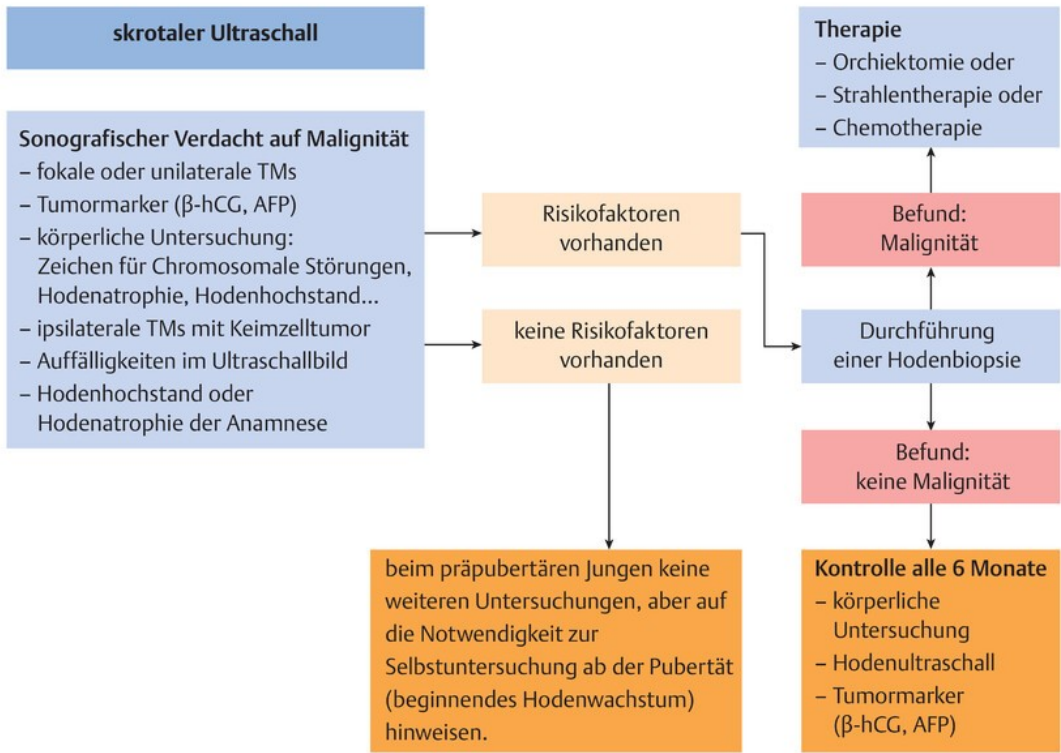 skrotaler Ultraschall
Sonografischer Verdacht auf Malignität
– fokale oder unilaterale TMs
– Tumormarker (β-hCG, AFP)
– körperliche Untersuchung:
Zeichen für Chromosomale Störungen,
Hodenatrophie, Hodenhochstand...
– ipsilaterale TMs mit Keimzelltumor
– Auffälligkeiten im Ultraschallbild
– Hodenhochstand oder
Hodenatrophie der Anamnese
Risikofaktoren
vorhanden
keine Risikofaktoren
vorhanden
beim präpubertären Jungen keine
weiteren Untersuchungen, aber auf
die Notwendigkeit zur
Selbstuntersuchung ab der Pubertät
(beginnendes Hodenwachstum)
hinweisen.
Therapie
– Orchiektomie oder
– Strahlentherapie oder
– Chemotherapie
Befund:
Malignität
Durchführung
einer Hodenbiopsie
Befund:
keine Malignität
Kontrolle alle 6 Monate
– körperliche
Untersuchung
– Hodenultraschall
– Tumormarker
(β-hCG, AFP)